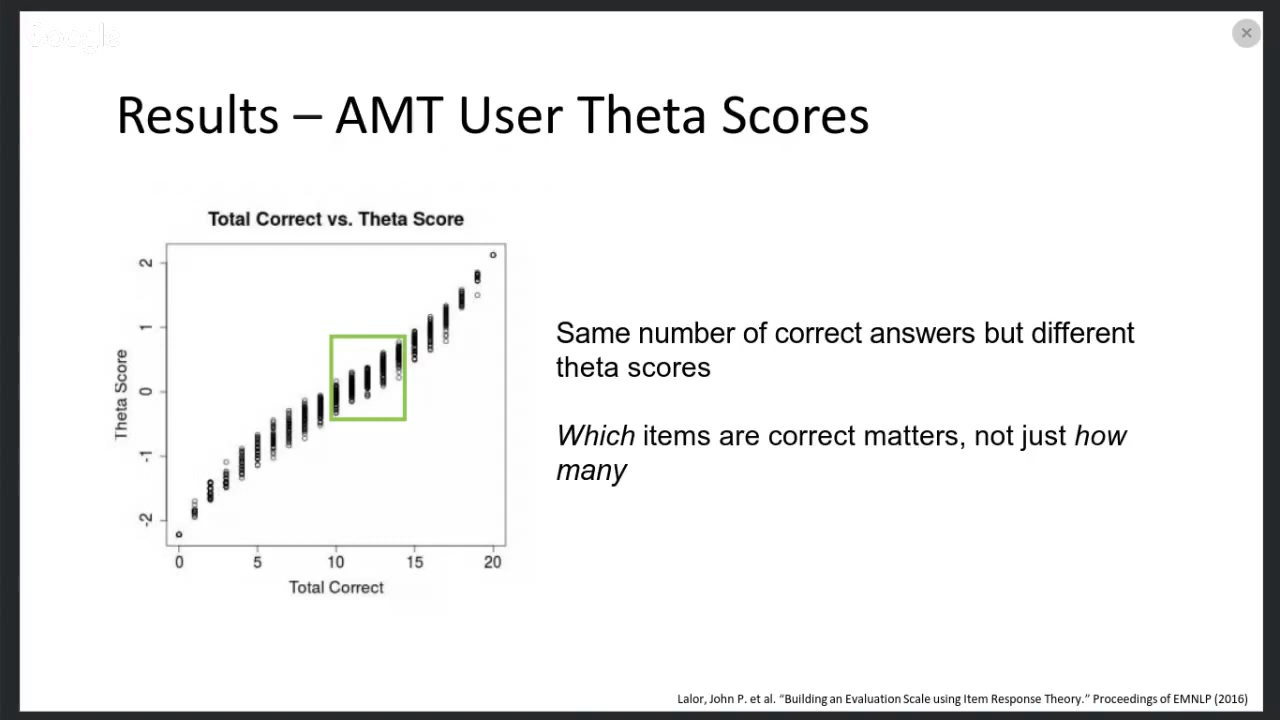 Google
Results – AMT User Theta Scores
Total Correct vs. Theta Score
2
1
0
-1
-2
Theta Score
0 5 10 15 20
Total Correct
Same number of correct answers but different
theta scores
Which items are correct matters, not just how
many
Lalor, John P. et al. “Building an Evaluation Scale using Item Response Theory.” Proceedings of EMNLP (2016)